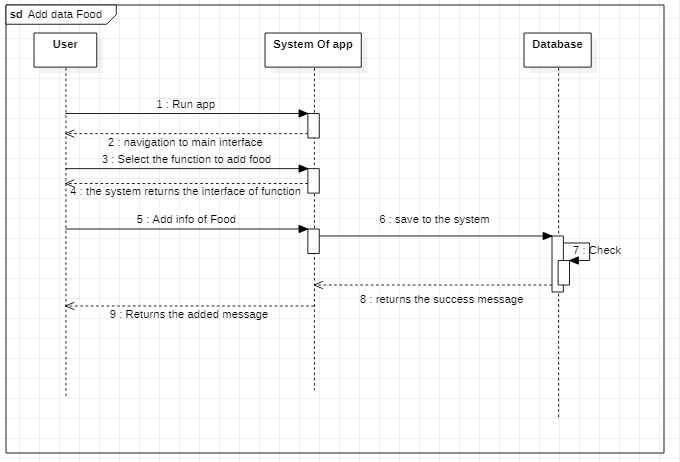 sd Add data Food
User
System Of app
Database
1 : Run app
2 : navigation to main interface
3 : Select the function to add food
4 : the system returns the interface of function
5 : Add info of Food
6 : save to the system
7 : Check
8 : returns the success message
9 : Returns the added message